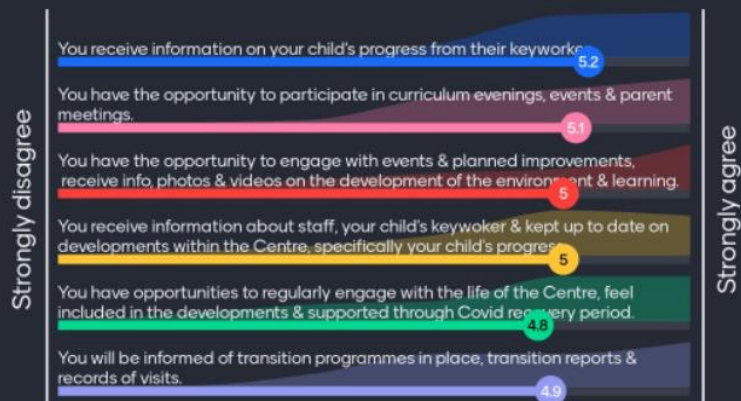 Strongly disagree
You receive information on your child's progress from their keyworker
5.2
You have the opportunity to participate in curriculum evenings, events & parent
meetings.
5.1
You have the opportunity to engage with events & planned improvements,
receive info, photos & videos on the development of the environment & learning.
5
You receive information about staff, your child's keywoker & kept up to date on
developments within the Centre, specifically your child's progress
5
You have opportunities to regularly engage with the life of the Centre, feel
included in the developments & supported through Covid recovery period.
4.8
You will be informed of transition programmes in place, transition reports &
records of visits.
4.9
Strongly agree